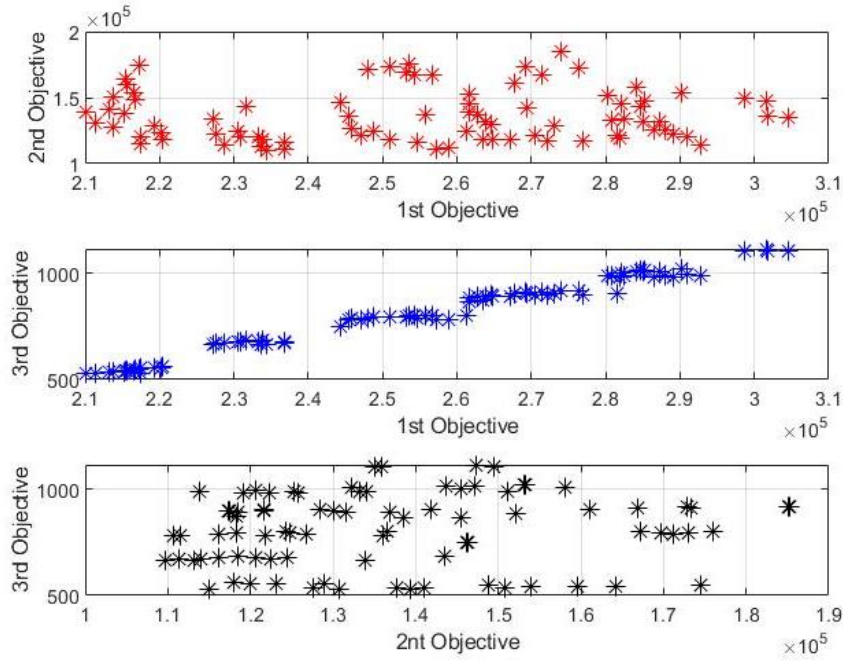 ×10^5
2
1.5
1
2nd Objective
2.1 2.2 2.3 2.4 2.5 2.6 2.7 2.8 2.9 3 3.1
1st Objective
×10^5
1000
500
3rd Objective
2.1 2.2 2.3 2.4 2.5 2.6 2.7 2.8 2.9 3 3.1
1st Objective
×10^5
1000
500
3rd Objective
1 1.1 1.2 1.3 1.4 1.5 1.6 1.7 1.8 1.9
2nt Objective
×10^5